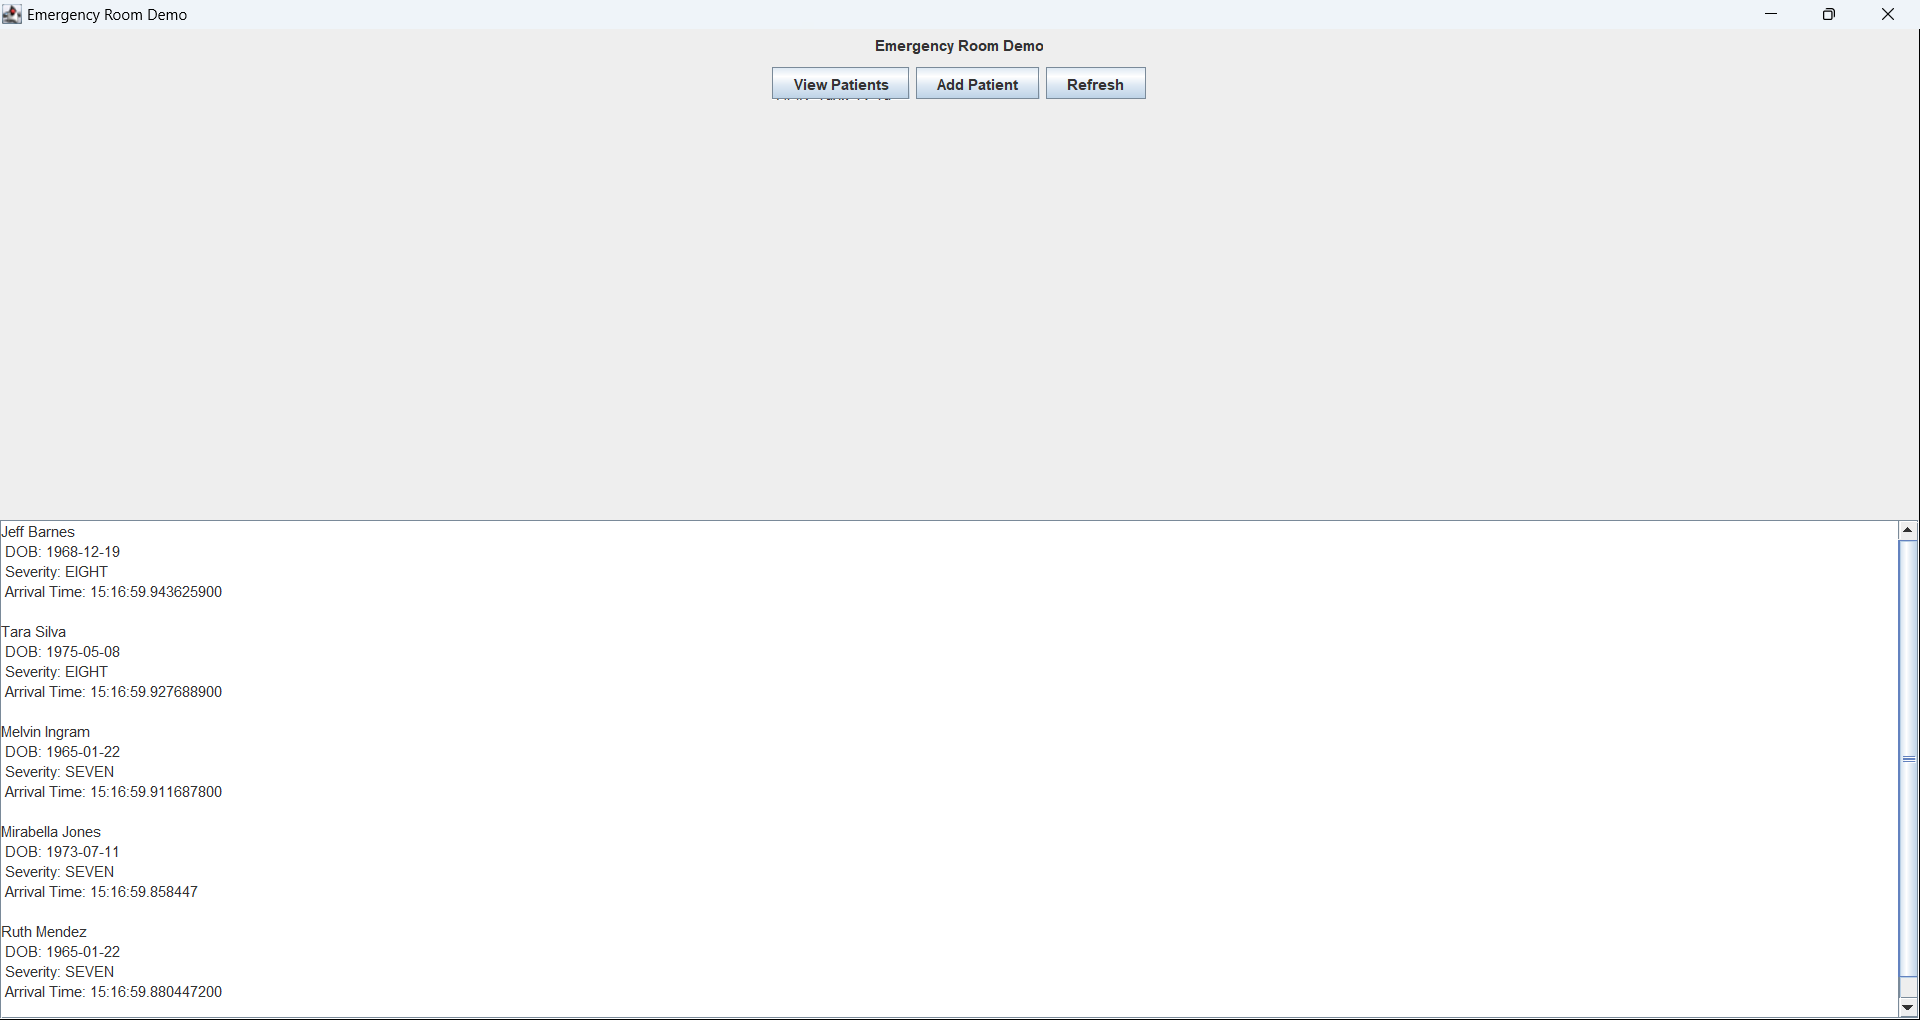 Emergency Room Demo
Emergency Room Demo
View Patients Add Patient Refresh
Jeff Barnes
DOB: 1968-12-19
Severity: EIGHT
Arrival Time: 15:16:59.943625900
Tara Silva
DOB: 1975-05-08
Severity: EIGHT
Arrival Time: 15:16:59.927688900
Melvin Ingram
DOB: 1965-01-22
Severity: SEVEN
Arrival Time: 15:16:59.911687800
Mirabella Jones
DOB: 1973-07-11
Severity: SEVEN
Arrival Time: 15:16:59.858447
Ruth Mendez
DOB: 1965-01-22
Severity: SEVEN
Arrival Time: 15:16:59.880447200